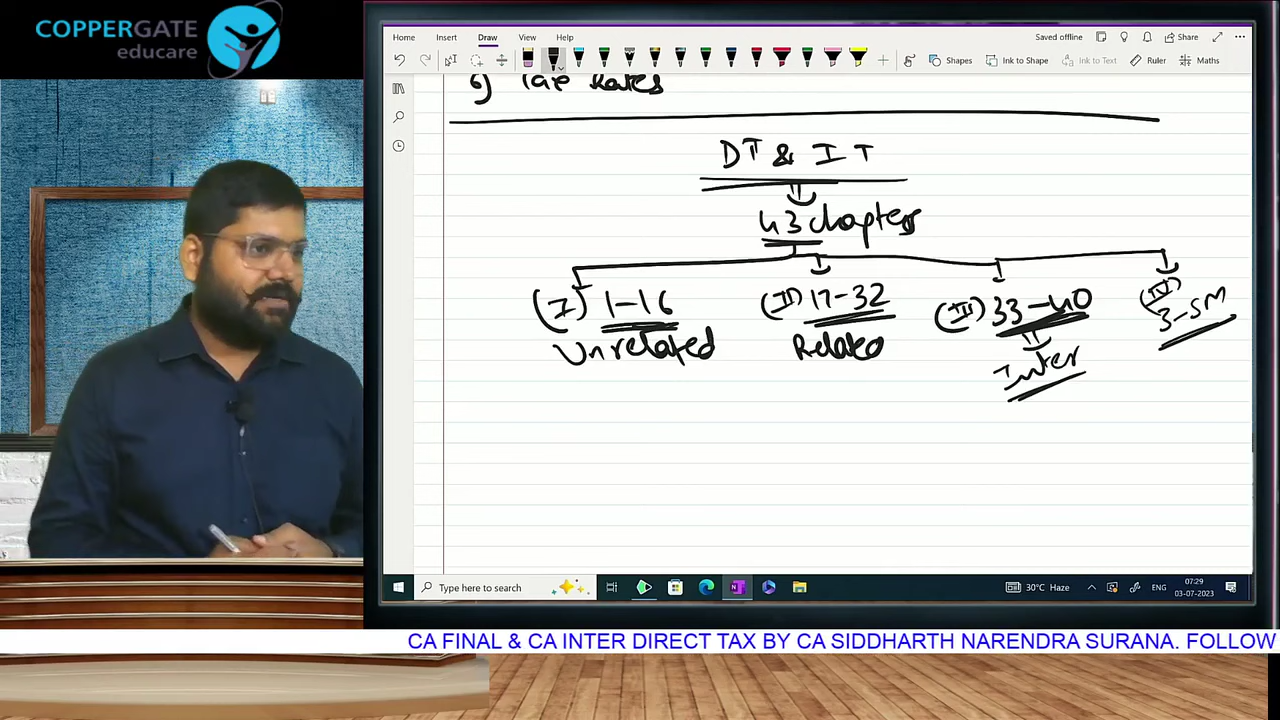 COPPERGATE
educare
Home Insert Draw View Help
Saved offline Share
Shapes Ink to Shape Ink to Text Ruler Maths
6) Tax Rates
DT & IT
43 chapters
(I) 1-16 (II) 17-32 (III) 33-40 (IV) 3-SM
Unrelated Related Inter
Type here to search
30°C Haze ENG 07:29
03-07-2023
CA FINAL & CA INTER DIRECT TAX BY CA SIDDHARTH NARENDRA SURANA. FOLLOW